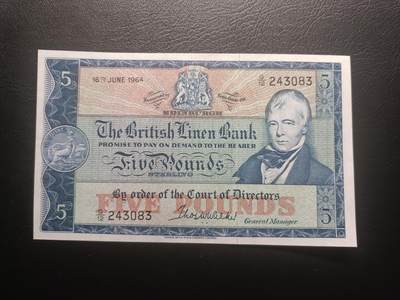 5
16TH JUNE 1964
5
G/12 243083
EDINBURGH
The British Linen Bank
PROMISE TO PAY ON DEMAND TO THE BEARER
Five Pounds
STERLING
By order of the Court of Directors
5
243083
5
FIVE POUNDS
General Manager